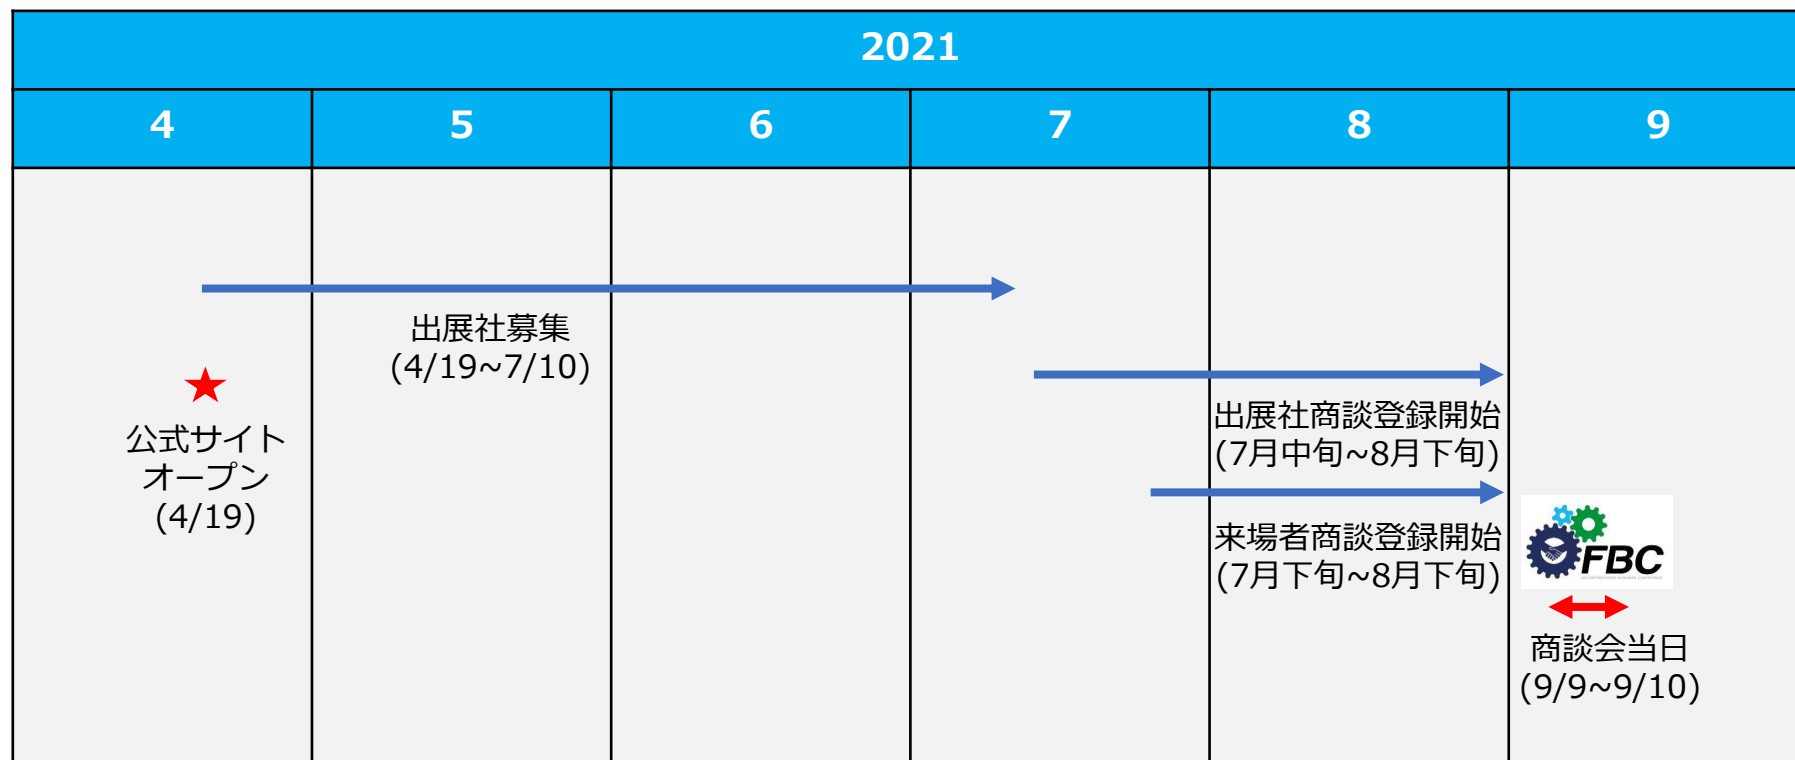 2021
4 5 6 7 8 9
出展社募集
(4/19~7/10)
公式サイト
オープン
(4/19)
出展社商談登録開始
(7月中旬~8月下旬)
来場者商談登録開始
(7月下旬~8月下旬)
FBC
商談会当日
(9/9~9/10)